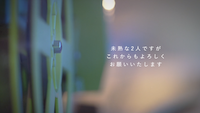 未熟な2人ですが
これからもよろしく
お願いいたします